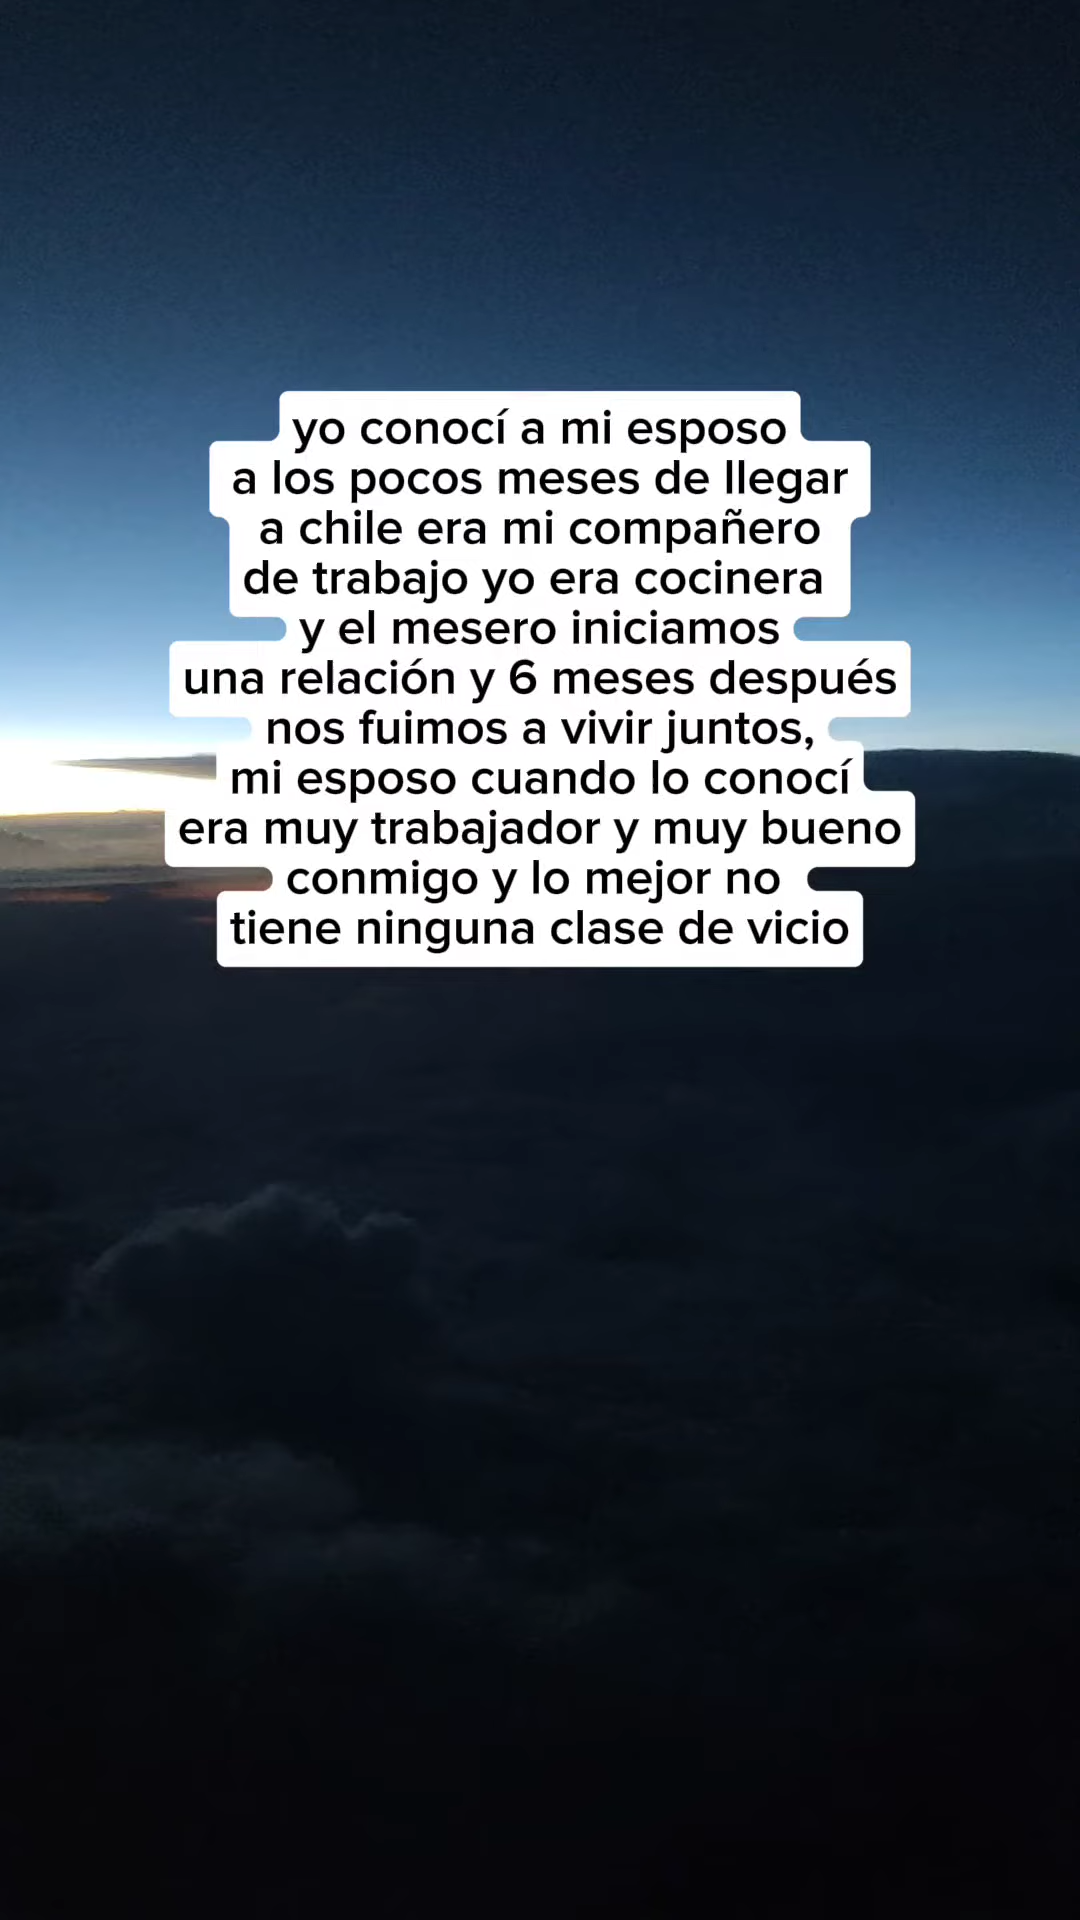 yo conocí a mi esposo
a los pocos meses de llegar
a chile era mi compañero
de trabajo yo era cocinera
y el mesero iniciamos
una relación y 6 meses después
nos fuimos a vivir juntos,
mi esposo cuando lo conocí
era muy trabajador y muy bueno
conmigo y lo mejor no
tiene ninguna clase de vicio